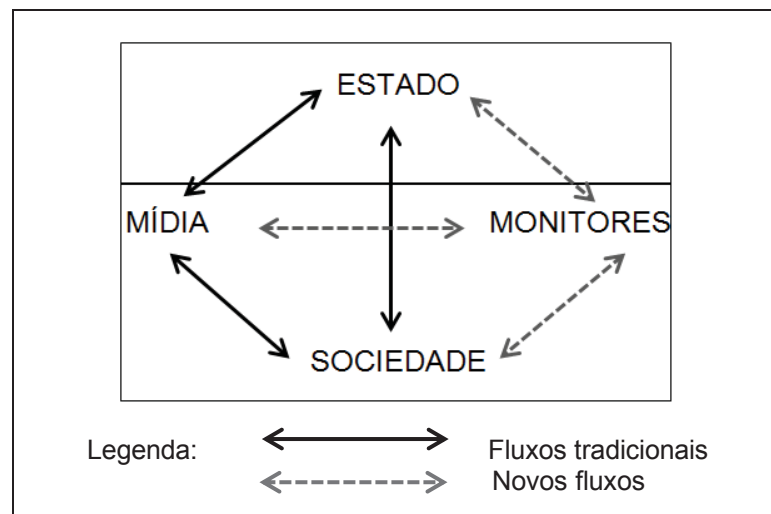 ESTADO
MÍDIA MONITORES
SOCIEDADE
Legenda: Fluxos tradicionais
Novos fluxos